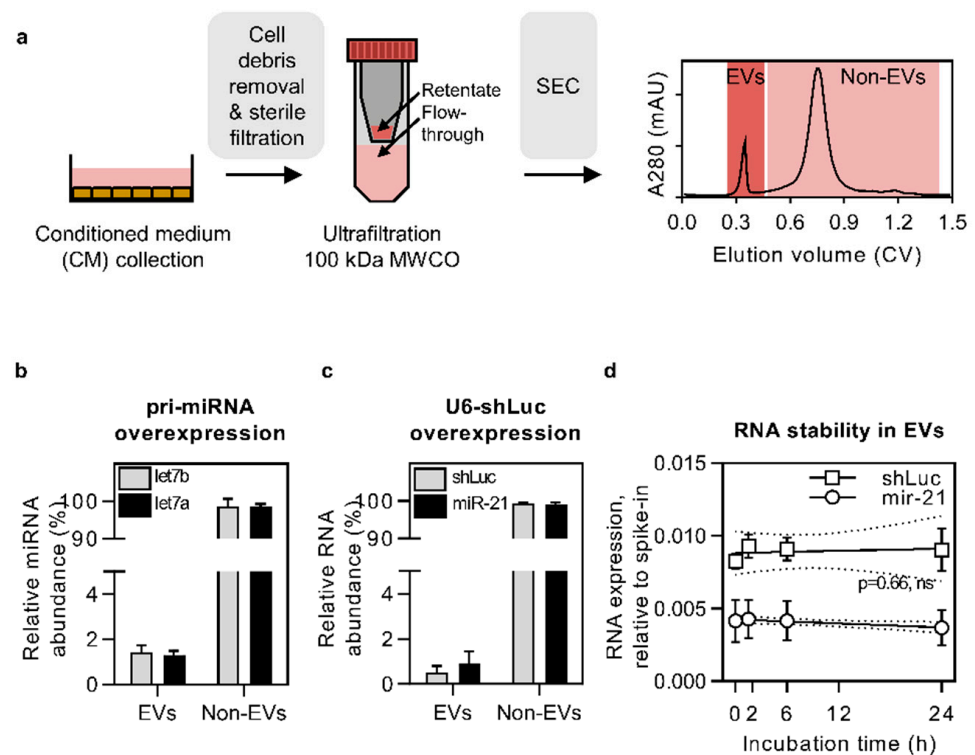 a
Cell
debris
removal
& sterile
filtration
Retentate
Flow-
through
SEC
Conditioned medium
(CM) collection
Ultrafiltration
100 kDa MWCO
EVs
Non-EVs
A280 (mAU)
0.0 0.3 0.6 0.9 1.2 1.5
Elution volume (CV)
b
pri-miRNA
overexpression
let7b
let7a
Relative miRNA
abundance (%)
100
90
4
2
0
EVs Non-EVs
c
U6-shLuc
overexpression
shLuc
miR-21
Relative RNA
abundance (%)
100
90
4
2
0
EVs Non-EVs
d
RNA stability in EVs
shLuc
mir-21
RNA expression,
relative to spike-in
0.015
0.010
0.005
0.000
p=0.66, ns
0 2 6 12 24
Incubation time (h)